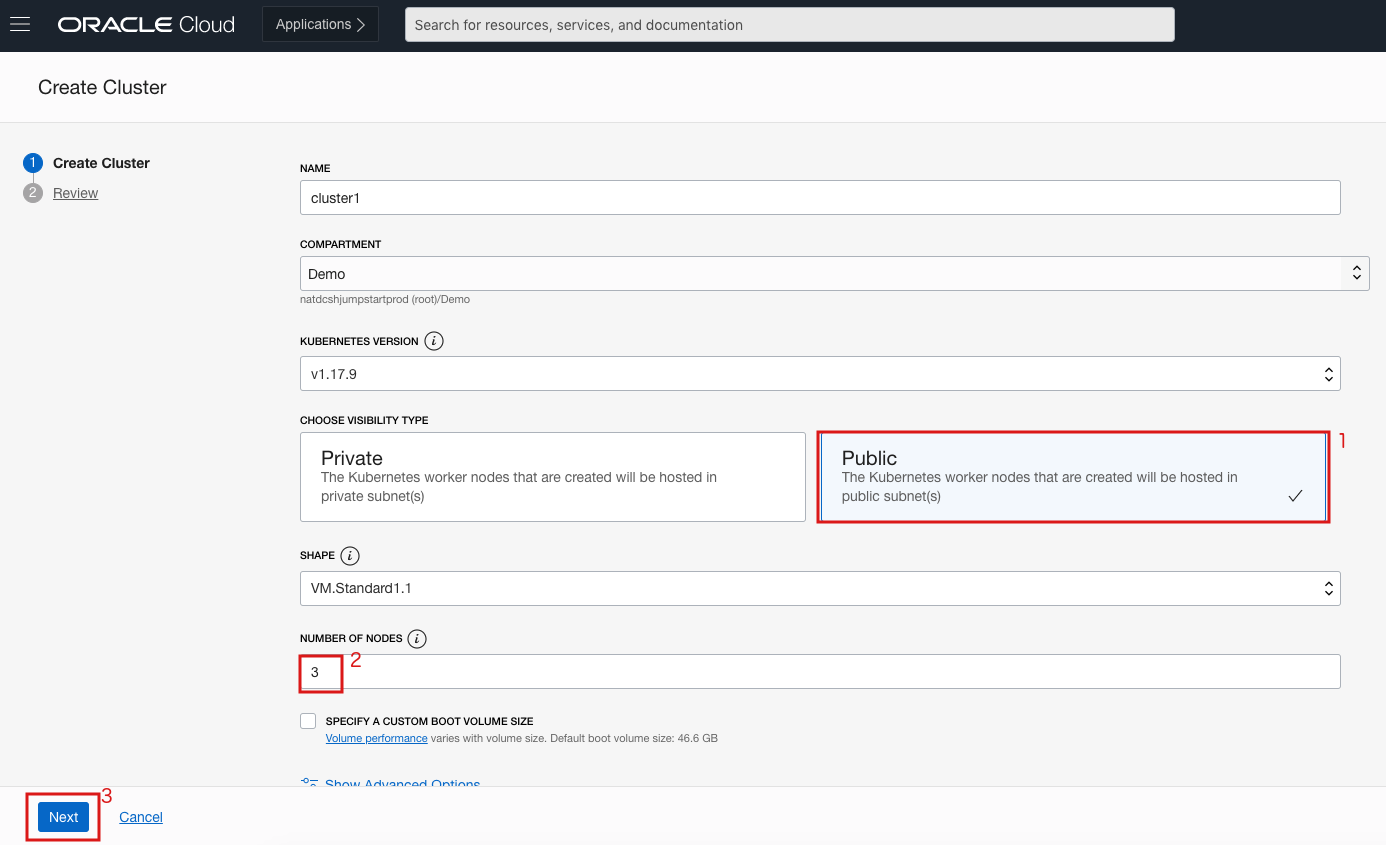 ORACLE Cloud
Applications
Search for resources, services, and documentation
Create Cluster
1 Create Cluster
2 Review
NAME
cluster1
COMPARTMENT
Demo
natdcshjumpstartprod (root)/Demo
KUBERNETES VERSION i
v1.17.9
CHOOSE VISIBILITY TYPE
Private
The Kubernetes worker nodes that are created will be hosted in
private subnet(s)
1
Public
The Kubernetes worker nodes that are created will be hosted in
public subnet(s)
SHAPE i
VM.Standard1.1
NUMBER OF NODES i
3
2
SPECIFY A CUSTOM BOOT VOLUME SIZE
Volume performance varies with volume size. Default boot volume size: 46.6 GB
Show Advanced Options
3
Next
Cancel